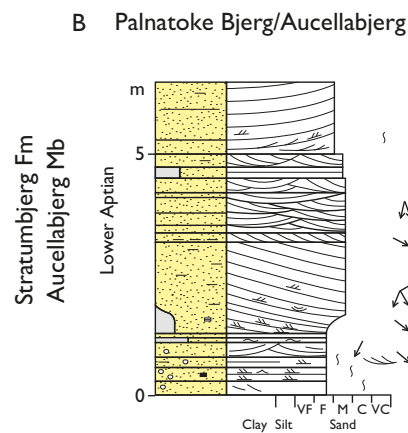 B Palnatoke Bjerg/Aucellabjerg
m
Stratumbjerg Fm
Aucellabjerg Mb
Lower Aptian
5
0
VF F M C VC
Clay Silt Sand